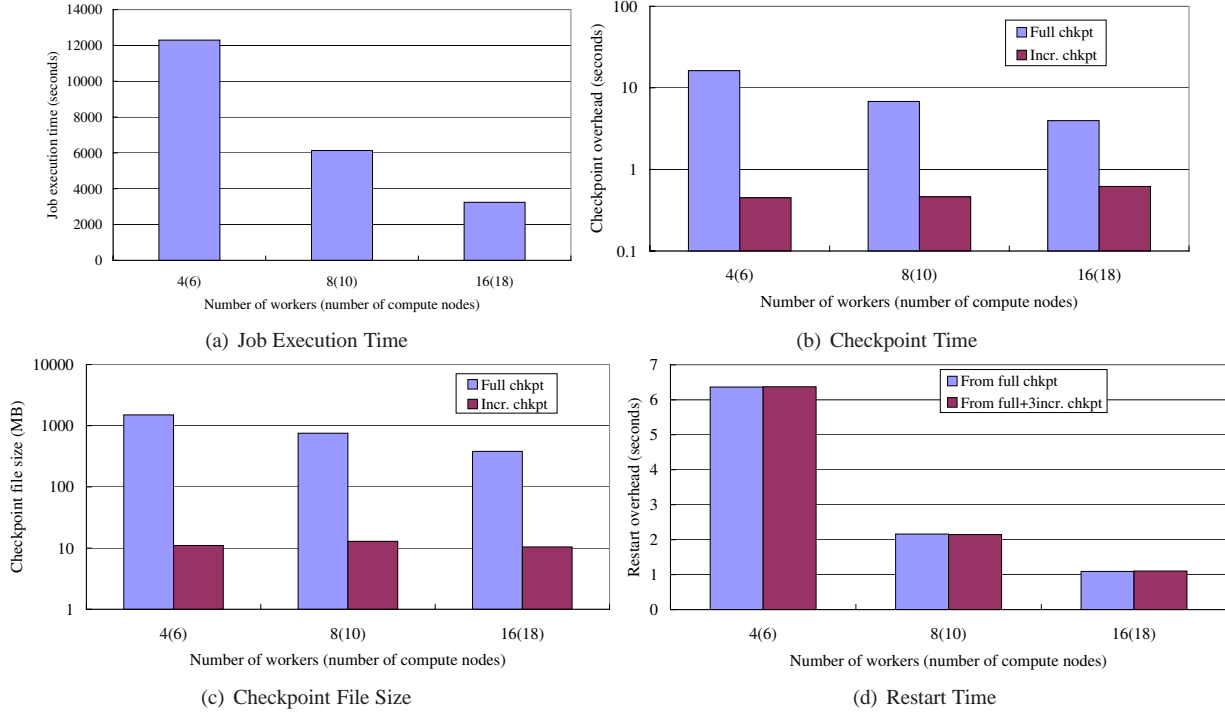 14000
12000
10000
8000
6000
4000
2000
0
Job execution time (seconds)
4(6) 8(10) 16(18)
Number of workers (number of compute nodes)
(a) Job Execution Time
100
10
1
0.1
Checkpoint overhead (seconds)
Full chkpt
Incr. chkpt
4(6) 8(10) 16(18)
Number of workers (number of compute nodes)
(b) Checkpoint Time
10000
1000
100
10
1
Checkpoint file size (MB)
Full chkpt
Incr. chkpt
4(6) 8(10) 16(18)
Number of workers (number of compute nodes)
(c) Checkpoint File Size
7
6
5
4
3
2
1
0
Restart overhead (seconds)
From full chkpt
From full+3incr. chkpt
4(6) 8(10) 16(18)
Number of workers (number of compute nodes)
(d) Restart Time